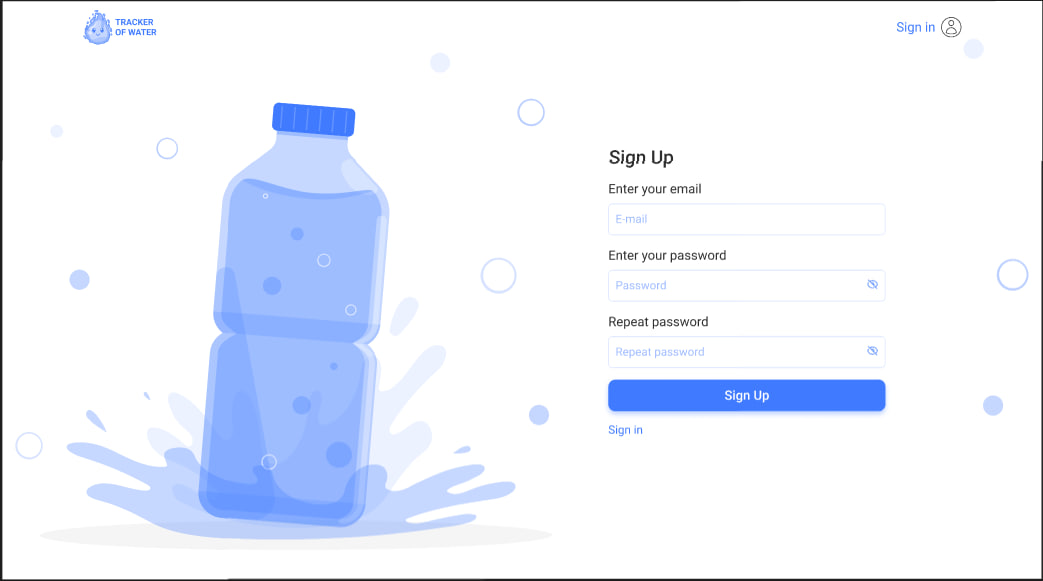 TRACKER
OF WATER
Sign in
Sign Up
Enter your email
E-mail
Enter your password
Password
Repeat password
Repeat password
Sign Up
Sign in